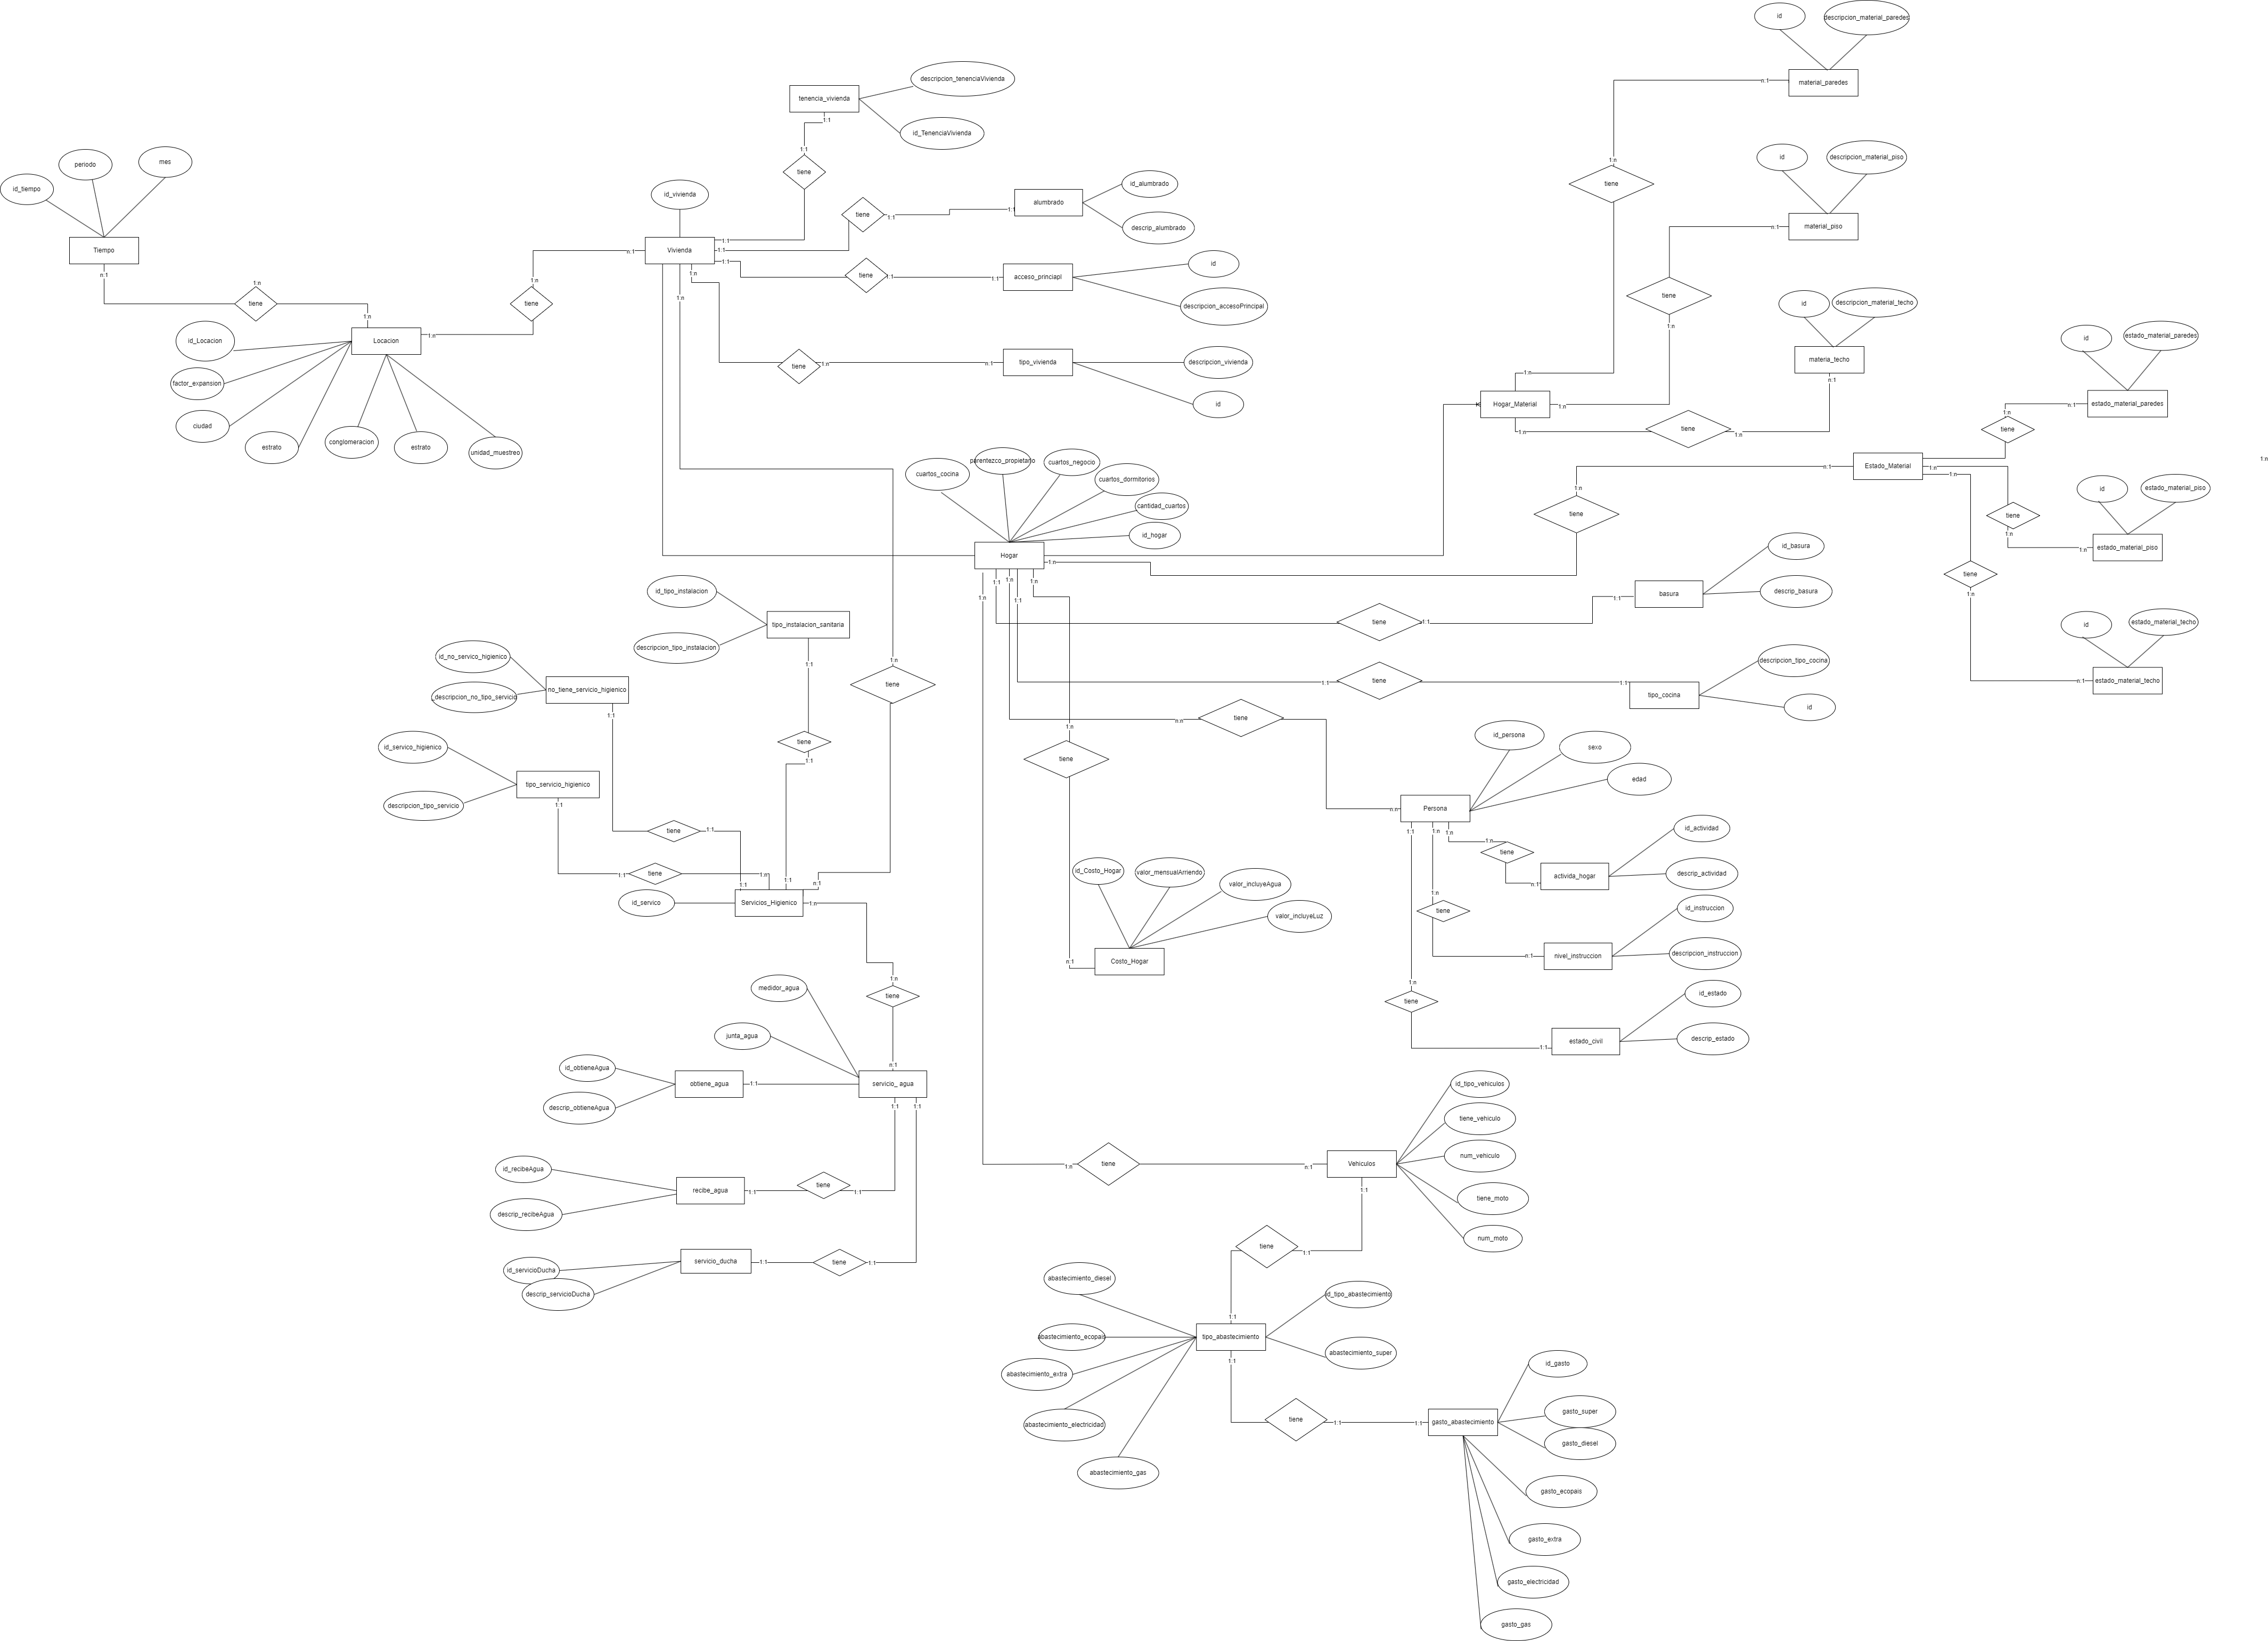 id
descripcion_material_paredes
material_paredes
n:1
1:n
tiene
id
descripcion_material_piso
material_piso
n:1
tiene
1:n
id
descripcion_material_techo
materia_techo
n:1
1:n
Hogar_Material
1:n
1:n
tiene
1:n
descripcion_tenenciaVivienda
tenencia_vivienda
id_TenenciaVivienda
1:1
1:1
tiene
id_tiempo
periodo
mes
Tiempo
n:1
1:n
tiene
1:n
id_vivienda
Vivienda
n:1
1:n
tiene
1:n
1:1
1:1
1:1
1:n
1:n
tiene
1:1
1:1
alumbrado
id_alumbrado
descrip_alumbrado
tiene
1:1
1:1
acceso_princiapl
id
descripcion_accesoPrincipal
tiene
1:n
n:1
tipo_vivienda
descripcion_vivienda
id
Locacion
id_Locacion
factor_expansion
ciudad
estrato
conglomeracion
estrato
unidad_muestreo
id
estado_material_paredes
estado_material_paredes
n:1
1:n
tiene
Estado_Material
n:1
1:n
1:n
1:n
1:n
tiene
1:n
id
estado_material_piso
tiene
1:n
n:1
estado_material_piso
tiene
1:n
id
estado_material_techo
n:1
estado_material_techo
1:n
tiene
cuartos_cocina
parentezco_propietario
cuartos_negocio
cuartos_dormitorios
cantidad_cuartos
id_hogar
Hogar
1:n
1:n
1:1
1:n
1:1
1:n
id_basura
basura
descrip_basura
1:1
tiene
1:1
descripcion_tipo_cocina
tipo_cocina
id
1:1
tiene
1:1
n:n
tiene
n:n
id_persona
sexo
edad
Persona
1:1
1:n
1:n
1:n
tiene
n:1
activida_hogar
id_actividad
descrip_actividad
1:n
tiene
n:1
nivel_instruccion
id_instruccion
descripcion_instruccion
1:n
tiene
1:1
estado_civil
id_estado
descrip_estado
1:n
tiene
id_Costo_Hogar
valor_mensualArriendo
valor_incluyeAgua
valor_incluyeLuz
n:1
Costo_Hogar
id_tipo_instalacion
tipo_instalacion_sanitaria
descripcion_tipo_instalacion
1:1
tiene
1:1
1:1
id_no_servico_higienico
no_tiene_servicio_higienico
_descripcion_no_tipo_servicio
1:1
tiene
1:1
1:1
id_servico_higienico
tipo_servicio_higienico
descripcion_tipo_servicio
1:1
1:1
tiene
1:n
1:n
tiene
n:1
id_servico
Servicios_Higienico
1:n
1:n
tiene
n:1
medidor_agua
junta_agua
servicio_ agua
1:1
1:1
id_obtieneAgua
obtiene_agua
1:1
descrip_obtieneAgua
id_recibeAgua
recibe_agua
1:1
tiene
1:1
descrip_recibeAgua
servicio_ducha
1:1
tiene
1:1
id_servicioDucha
descrip_servicioDucha
1:n
tiene
n:1
Vehiculos
id_tipo_vehiculos
tiene_vehiculo
num_vehiculo
tiene_moto
num_moto
1:1
tiene
1:1
1:1
abastecimiento_diesel
abastecimiento_ecopais
abastecimiento_extra
abastecimiento_electricidad
abastecimiento_gas
tipo_abastecimiento
id_tipo_abastecimiento
abastecimiento_super
1:1
tiene
1:1
1:1
gasto_abastecimiento
id_gasto
gasto_super
gasto_diesel
gasto_ecopais
gasto_extra
gasto_electricidad
gasto_gas